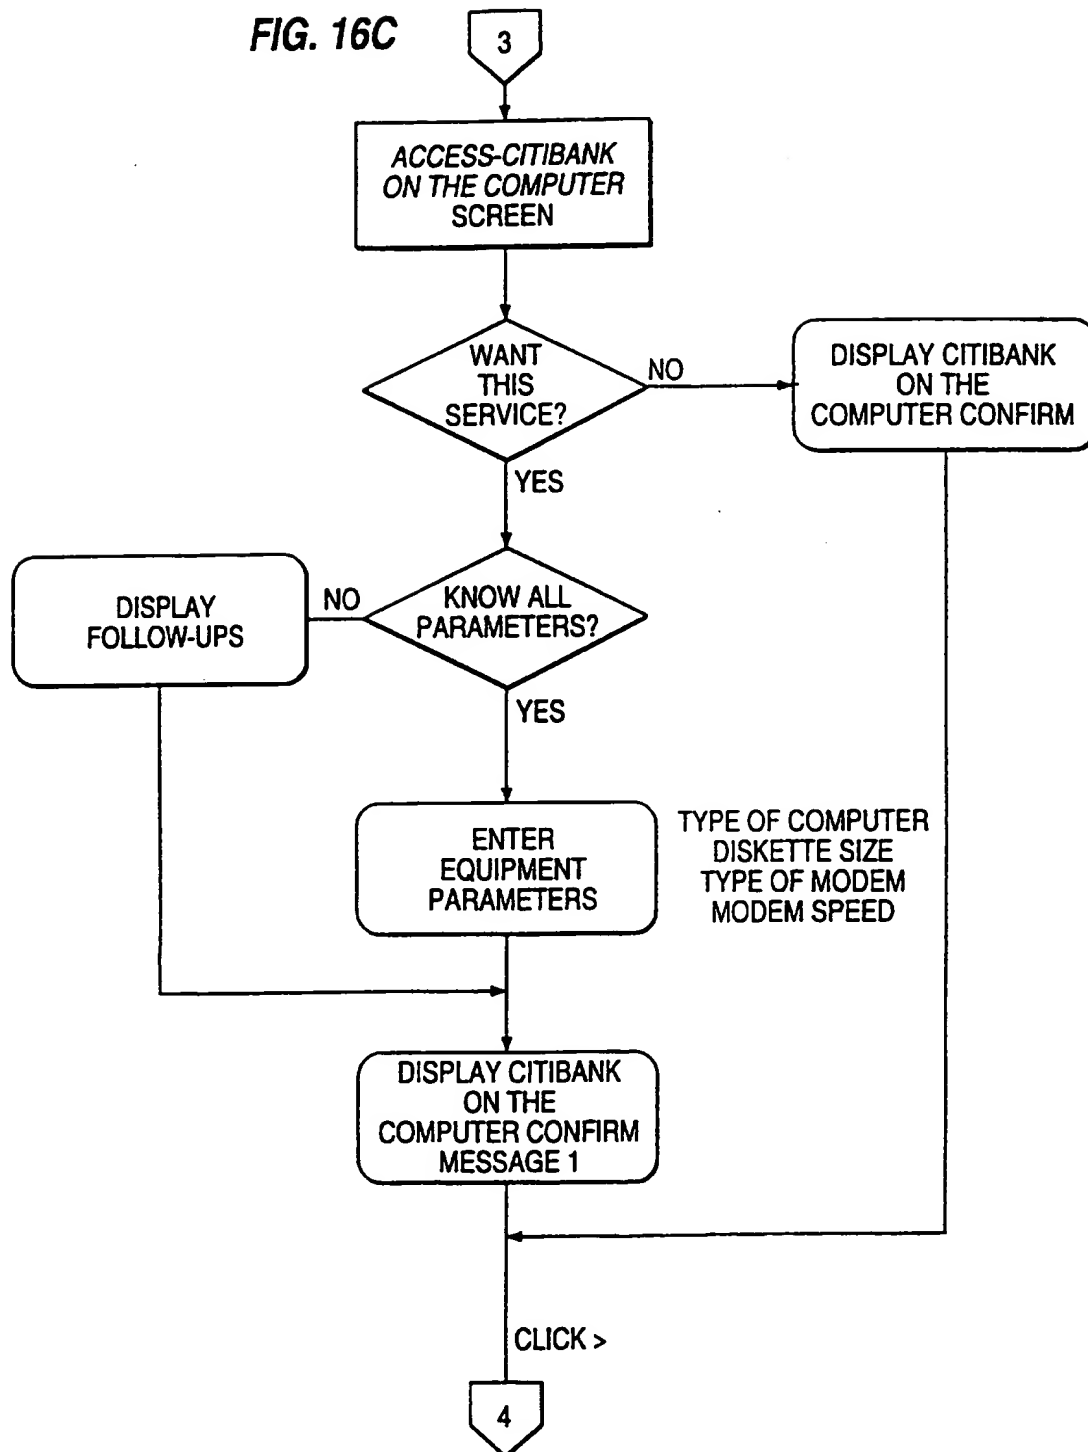 FIG. 16C
3
ACCESS-CITIBANK
ON THE COMPUTER
SCREEN
WANT
THIS
SERVICE?
NO
DISPLAY CITIBANK
ON THE
COMPUTER CONFIRM
YES
DISPLAY
FOLLOW-UPS
NO
KNOW ALL
PARAMETERS?
YES
ENTER
EQUIPMENT
PARAMETERS
TYPE OF COMPUTER
DISKETTE SIZE
TYPE OF MODEM
MODEM SPEED
DISPLAY CITIBANK
ON THE
COMPUTER CONFIRM
MESSAGE 1
CLICK >
4